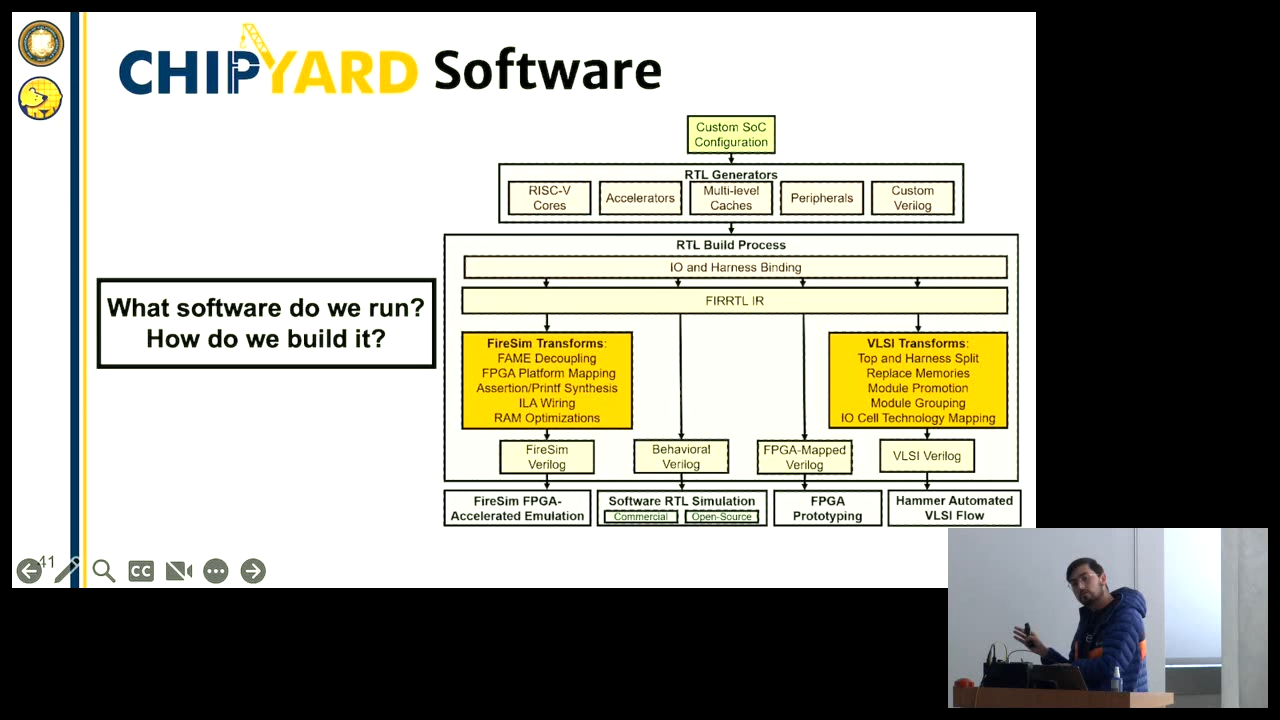 CHIPYARD Software
Custom SoC
Configuration
RTL Generators
RISC-V
Cores
Accelerators
Multi-level
Caches
Peripherals
Custom
Verilog
RTL Build Process
IO and Harness Binding
FIRRTL IR
What software do we run?
How do we build it?
FireSim Transforms:
FAME Decoupling
FPGA Platform Mapping
Assertion/Printf Synthesis
ILA Wiring
RAM Optimizations
VLSI Transforms:
Top and Harness Split
Replace Memories
Module Promotion
Module Grouping
IO Cell Technology Mapping
FireSim
Verilog
Behavioral
Verilog
FPGA-Mapped
Verilog
VLSI Verilog
FireSim FPGA-
Accelerated Emulation
Software RTL Simulation
Commercial
Open-Source
FPGA
Prototyping
Hammer Automated
VLSI Flow
41
CC